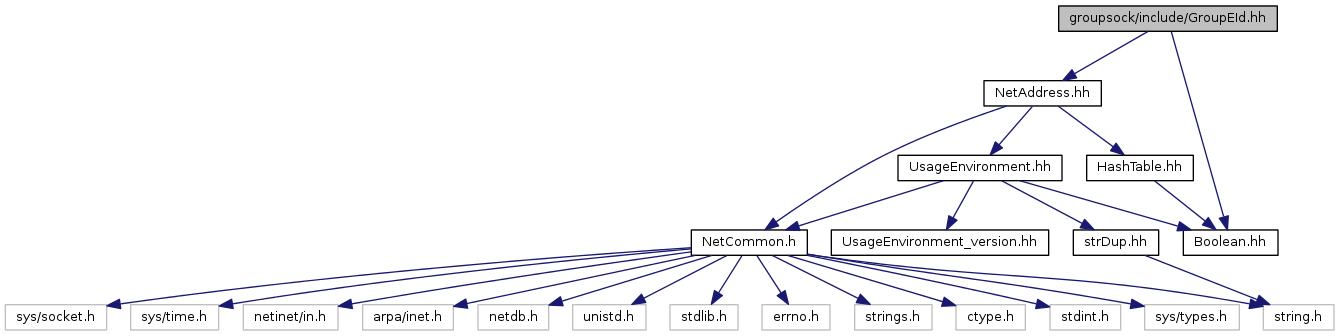 groupsock/include/GroupEId.hh
NetAddress.hh
UsageEnvironment.hh
HashTable.hh
NetCommon.h
UsageEnvironment_version.hh
strDup.hh
Boolean.hh
sys/socket.h
sys/time.h
netinet/in.h
arpa/inet.h
netdb.h
unistd.h
stdlib.h
errno.h
strings.h
ctype.h
stdint.h
sys/types.h
string.h